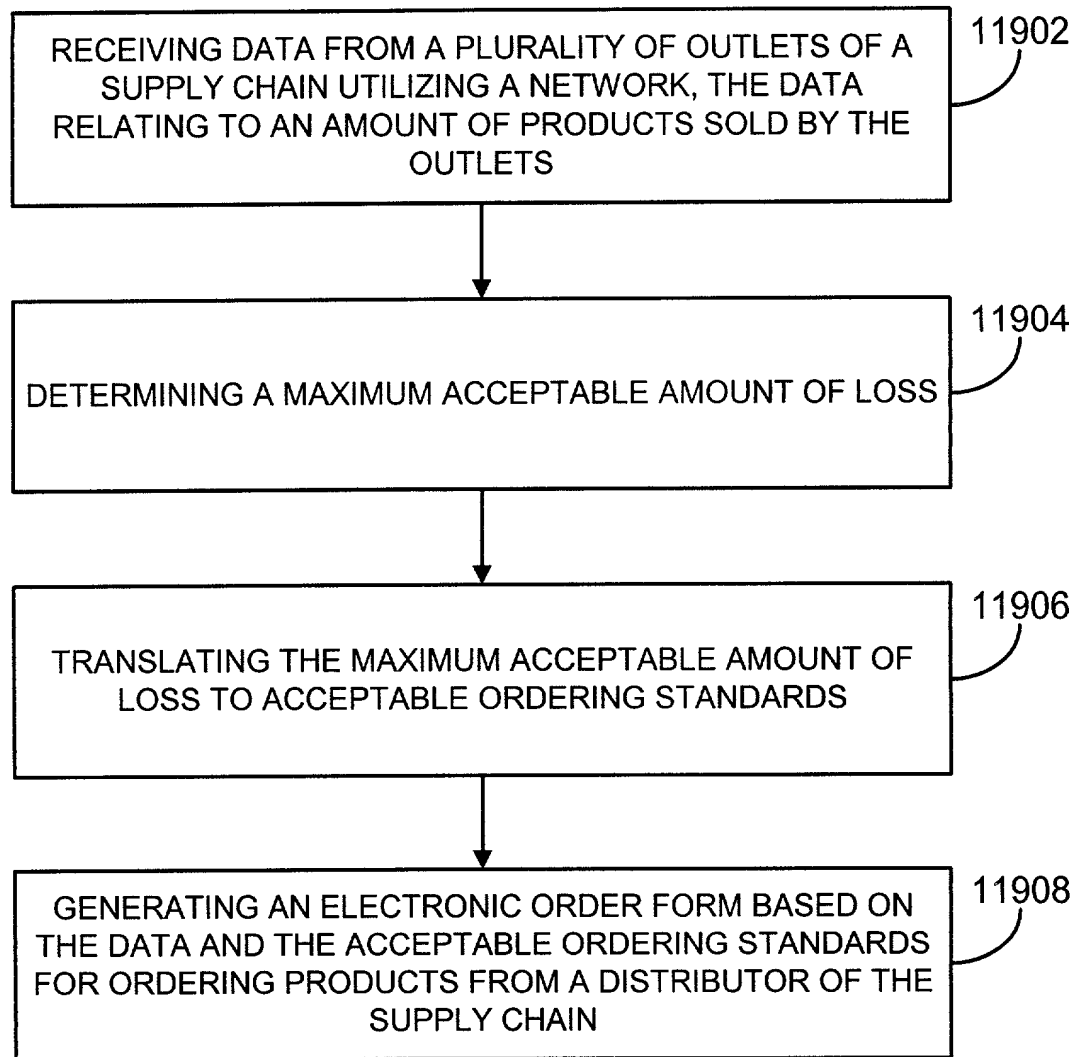 RECEIVING DATA FROM A PLURALITY OF OUTLETS OF A
SUPPLY CHAIN UTILIZING A NETWORK, THE DATA
RELATING TO AN AMOUNT OF PRODUCTS SOLD BY THE
OUTLETS
11902
DETERMINING A MAXIMUM ACCEPTABLE AMOUNT OF LOSS
11904
TRANSLATING THE MAXIMUM ACCEPTABLE AMOUNT OF
LOSS TO ACCEPTABLE ORDERING STANDARDS
11906
GENERATING AN ELECTRONIC ORDER FORM BASED ON
THE DATA AND THE ACCEPTABLE ORDERING STANDARDS
FOR ORDERING PRODUCTS FROM A DISTRIBUTOR OF THE
SUPPLY CHAIN
11908